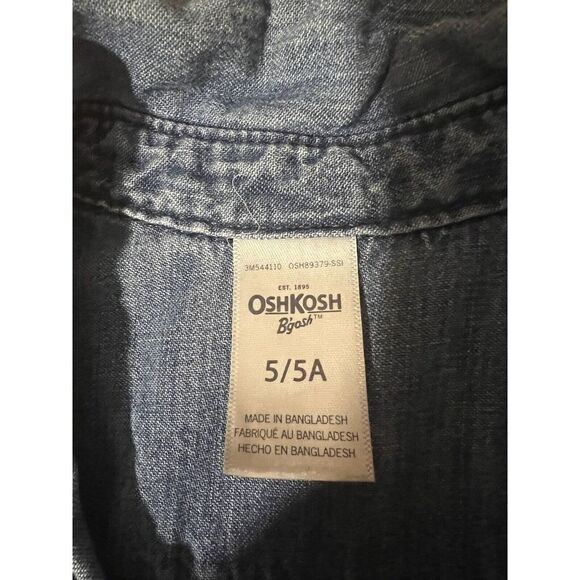 3M544110 OSH89379-SSI
EST. 1895
OSHKOSH
B'gosh™
5/5A
MADE IN BANGLADESH
FABRIQUÉ AU BANGLADESH
HECHO EN BANGLADESH